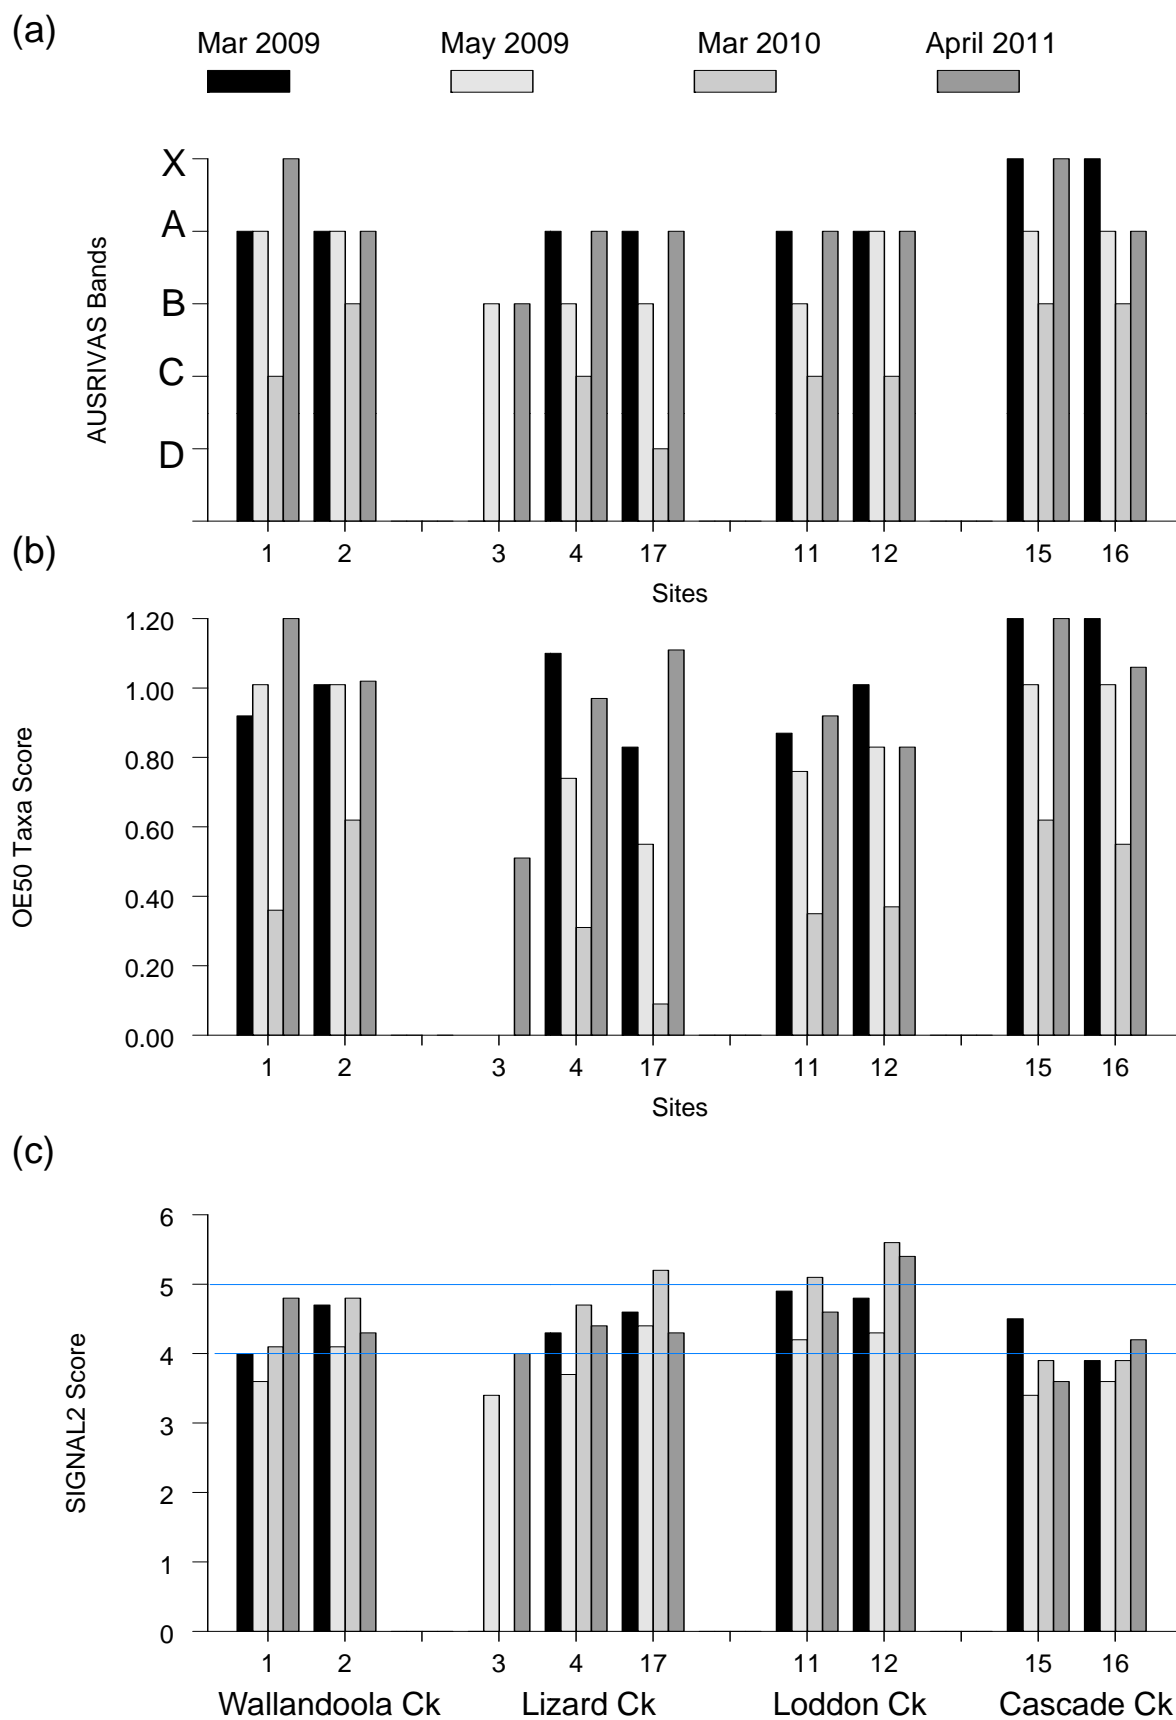 (a)
Mar 2009 May 2009 Mar 2010 April 2011
X
A
B
C
D
AUSRIVAS Bands
1 2 3 4 17 11 12 15 16
Sites
(b)
1.20
1.00
0.80
0.60
0.40
0.20
0.00
OE50 Taxa Score
1 2 3 4 17 11 12 15 16
Sites
(c)
6
5
4
3
2
1
0
SIGNAL2 Score
1 2 3 4 17 11 12 15 16
Wallandoola Ck Lizard Ck Loddon Ck Cascade Ck